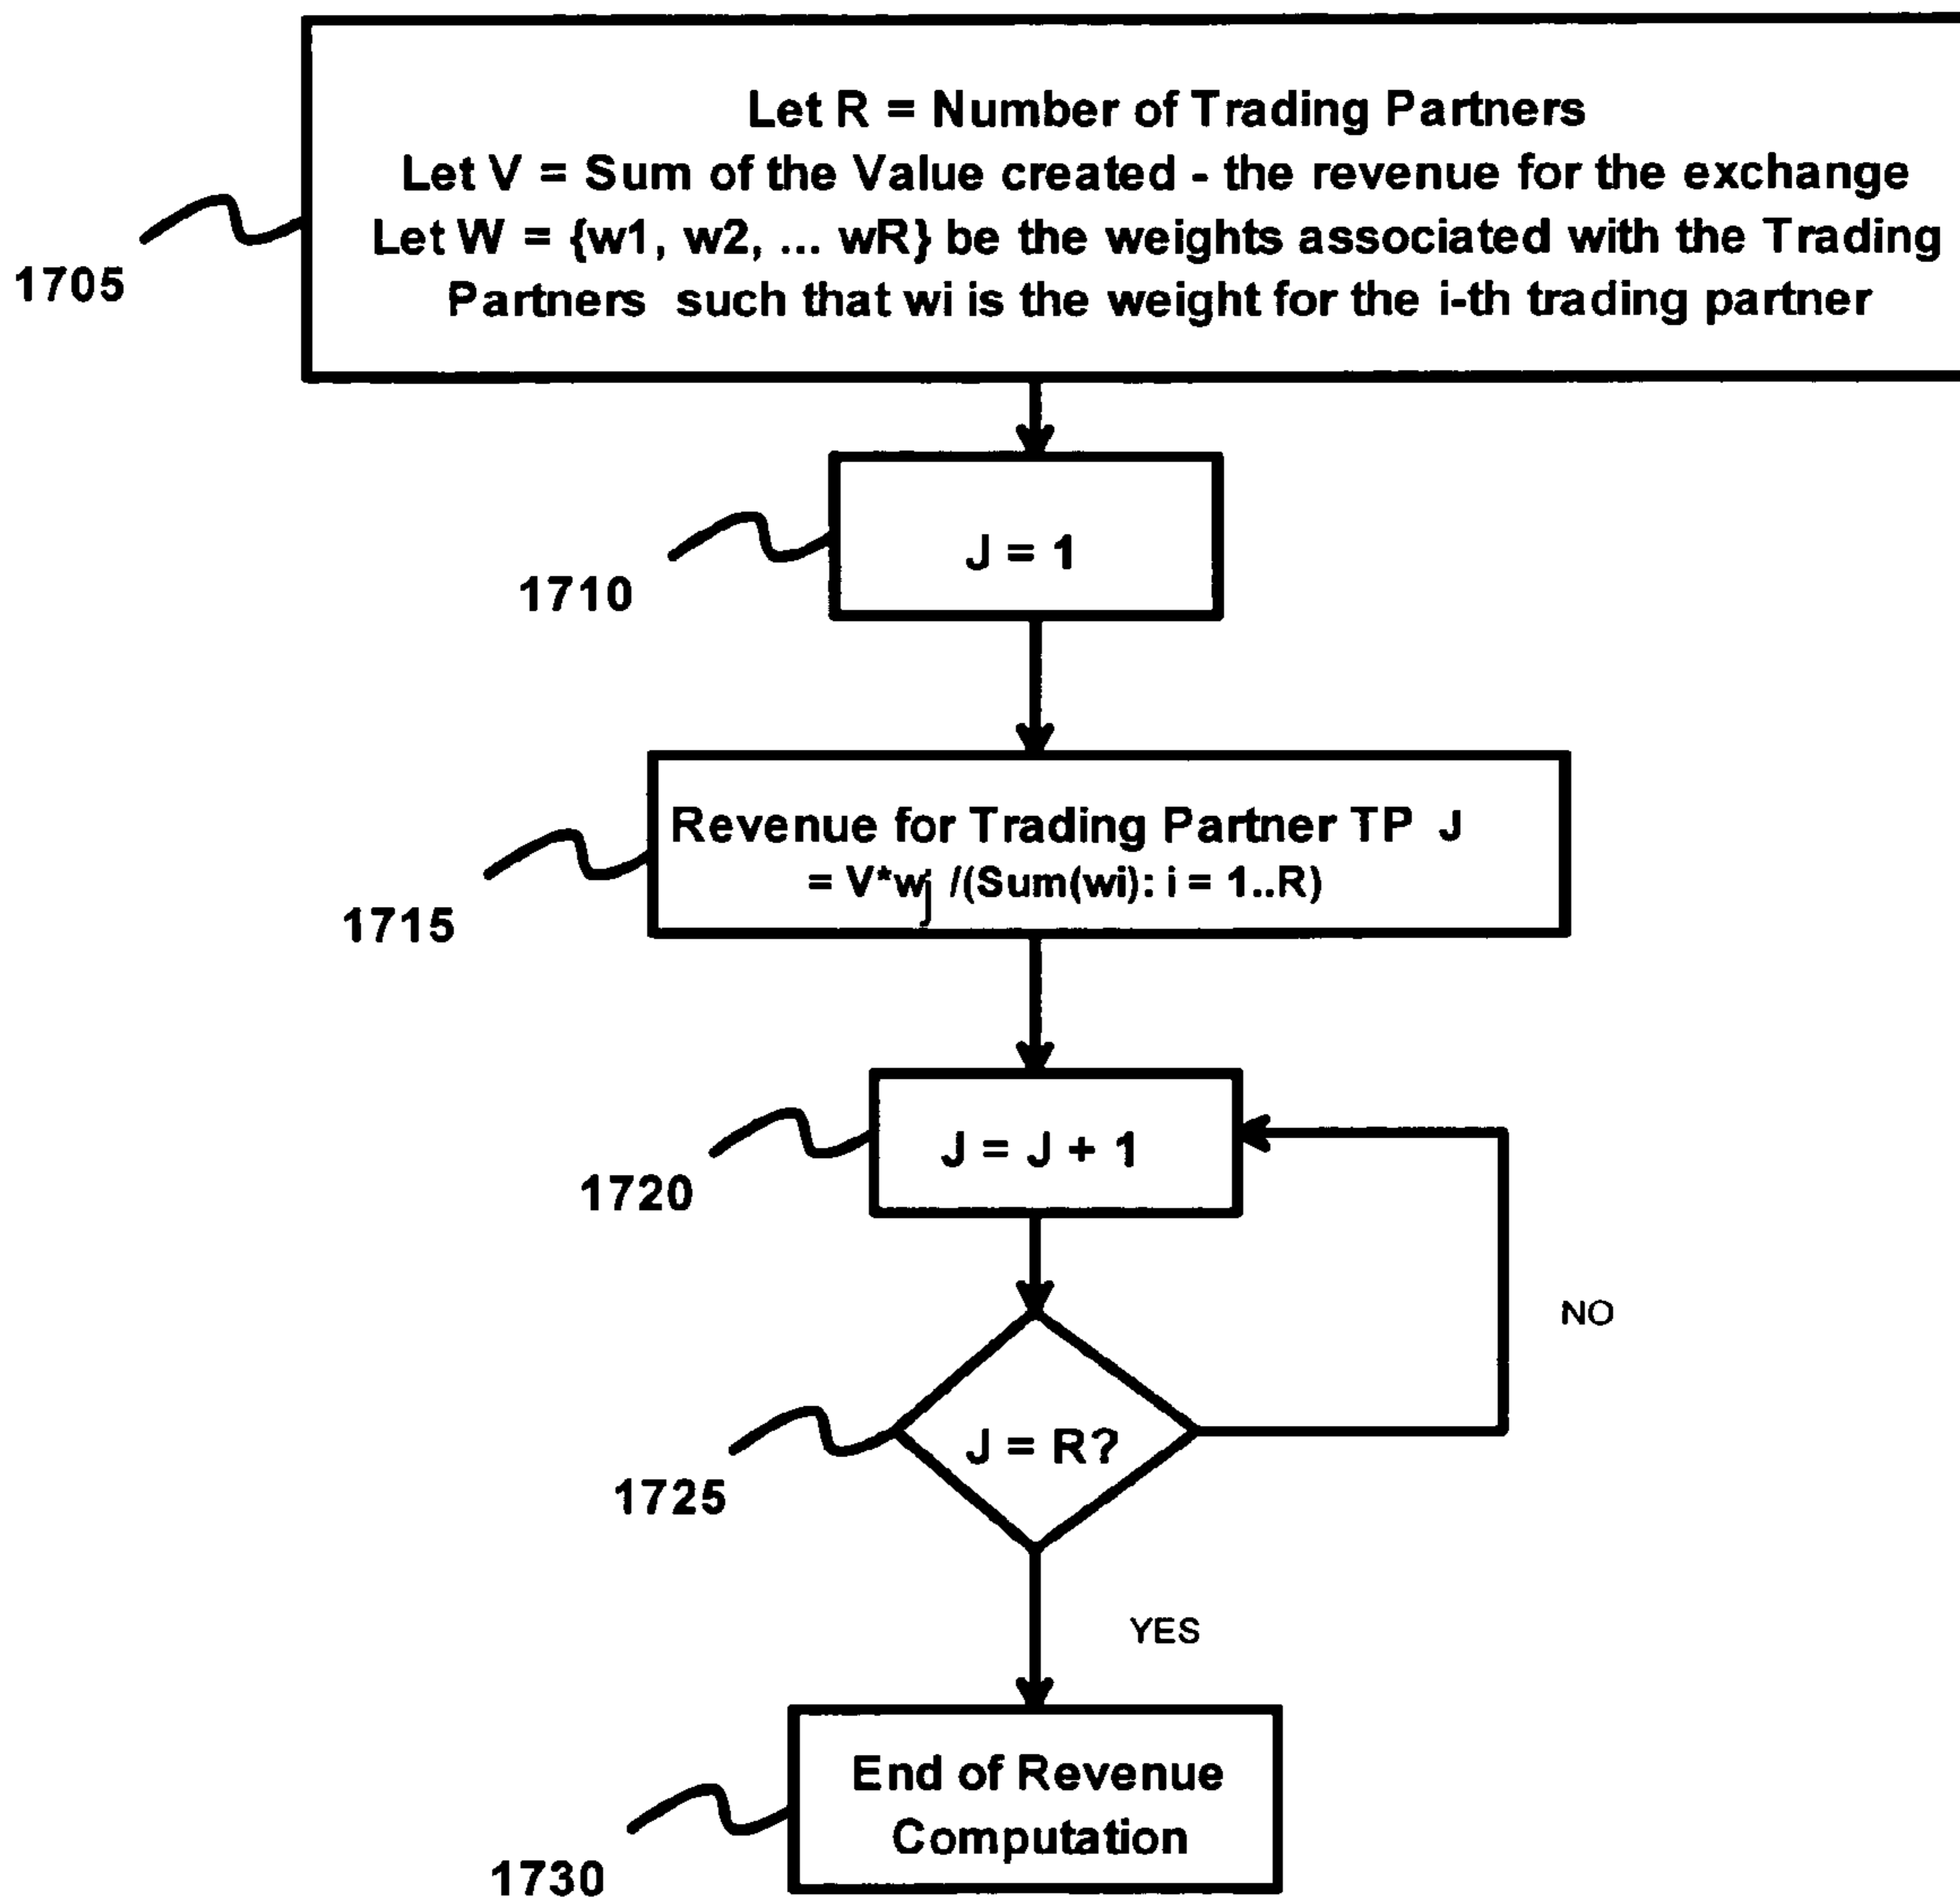 Let R = Number of Trading Partners
Let V = Sum of the Value created - the revenue for the exchange
Let W = {w1, w2, ... wR} be the weights associated with the Trading
Partners such that wi is the weight for the i-th trading partner
1705
J = 1
1710
Revenue for Trading Partner TP J
= V*wj /(Sum(wi): i = 1..R)
1715
J = J + 1
1720
NO
J = R?
1725
YES
End of Revenue
Computation
1730